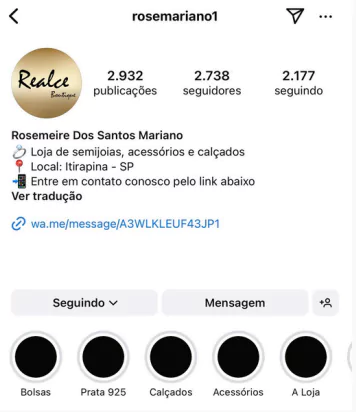 rosemariano1
Realce
Boutique
2.932
publicações
2.738
seguidores
2.177
seguindo
Rosemeire Dos Santos Mariano
Loja de semijoias, acessórios e calçados
Local: Itirapina - SP
Entre em contato conosco pelo link abaixo
Ver tradução
wa.me/message/A3WLKLEUF43JP1
Seguindo
Mensagem
Bolsas
Prata 925
Calçados
Acessórios
A Loja